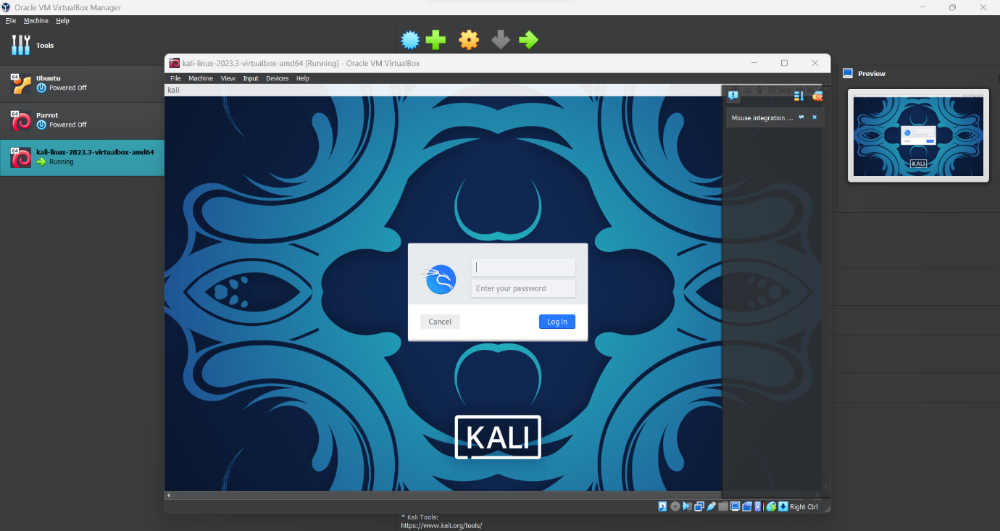 Oracle VM VirtualBox Manager
File Machine Help
Tools
64
Ubuntu
Powered Off
64
Parrot
Powered Off
64
kali-linux-2023.3-virtualbox-amd64
Running
kali-linux-2023.3-virtualbox-amd64 [Running] - Oracle VM VirtualBox
File Machine View Input Devices Help
kali
us 07 Sep,
Mouse integration ...
Enter your password
Cancel Log In
KALI
Right Ctrl
Preview
KALI
* Kali Tools:
https://www.kali.org/tools/